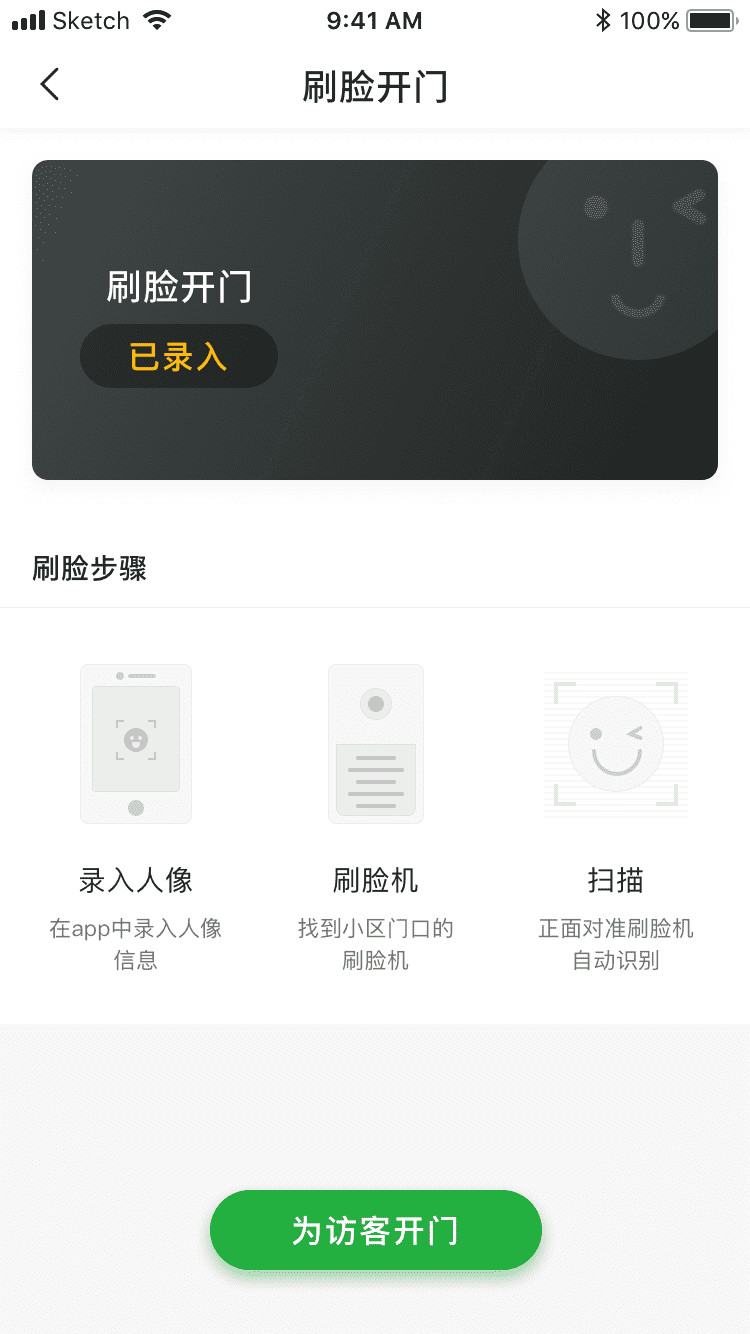 Sketch 9:41 AM 100%
刷脸开门
刷脸开门
已录入
刷脸步骤
录入人像 刷脸机 扫描
在app中录入人像 找到小区门口的 正面对准刷脸机
信息 刷脸机 自动识别
为访客开门